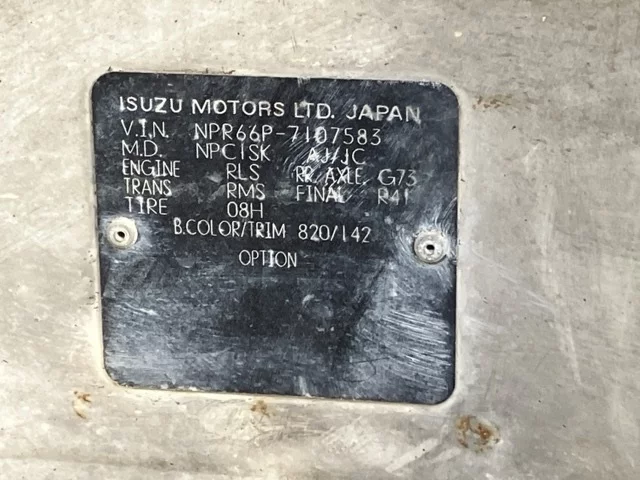 ISUZU MOTORS LTD. JAPAN
V.I.N. NPR66P-7107583
M.D. NPC1SK AJ/JC
ENGINE RLS RR. AXLE. G73
TRANS RMS FINAL R41
TIRE 08H
B.COLOR/TRIM 820/142
OPTION